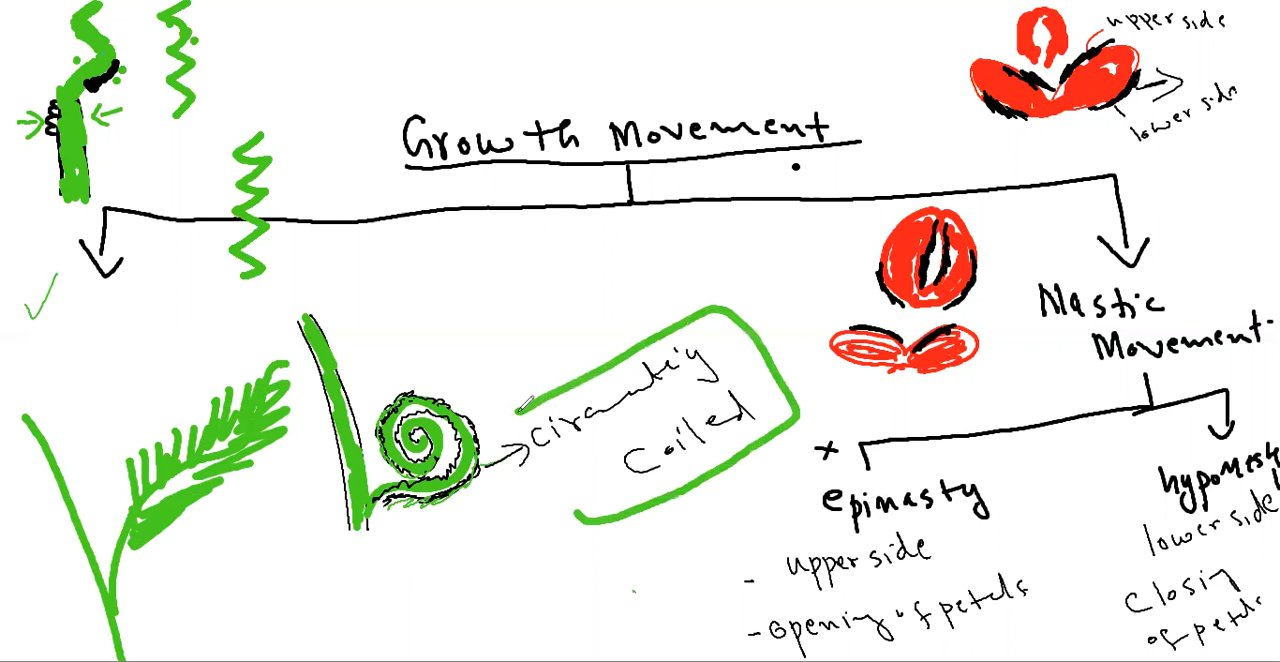 upper side
lower side
Growth Movement
Nastic
Movement
Coiled
epinasty
- upper side
- opening of petals
lower side
Closing
of petals